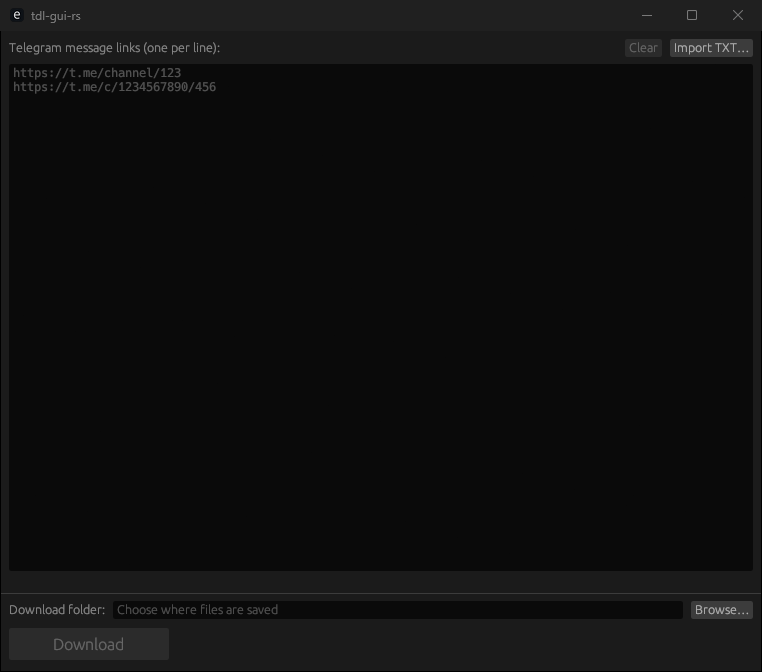 e tdl-gui-rs
Telegram message links (one per line): Clear Import TXT...
https://t.me/channel/123
https://t.me/c/1234567890/456
Download folder: Choose where files are saved Browse...
Download